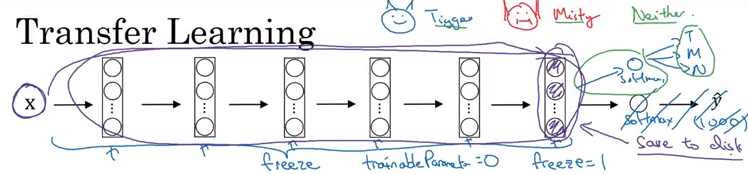 Transfer Learning
Tigger
Misty
Neither
T
M
N
softmax
x
softmax
ŷ
1000
freeze
trainableParameter=0
freeze=1
Save to disk